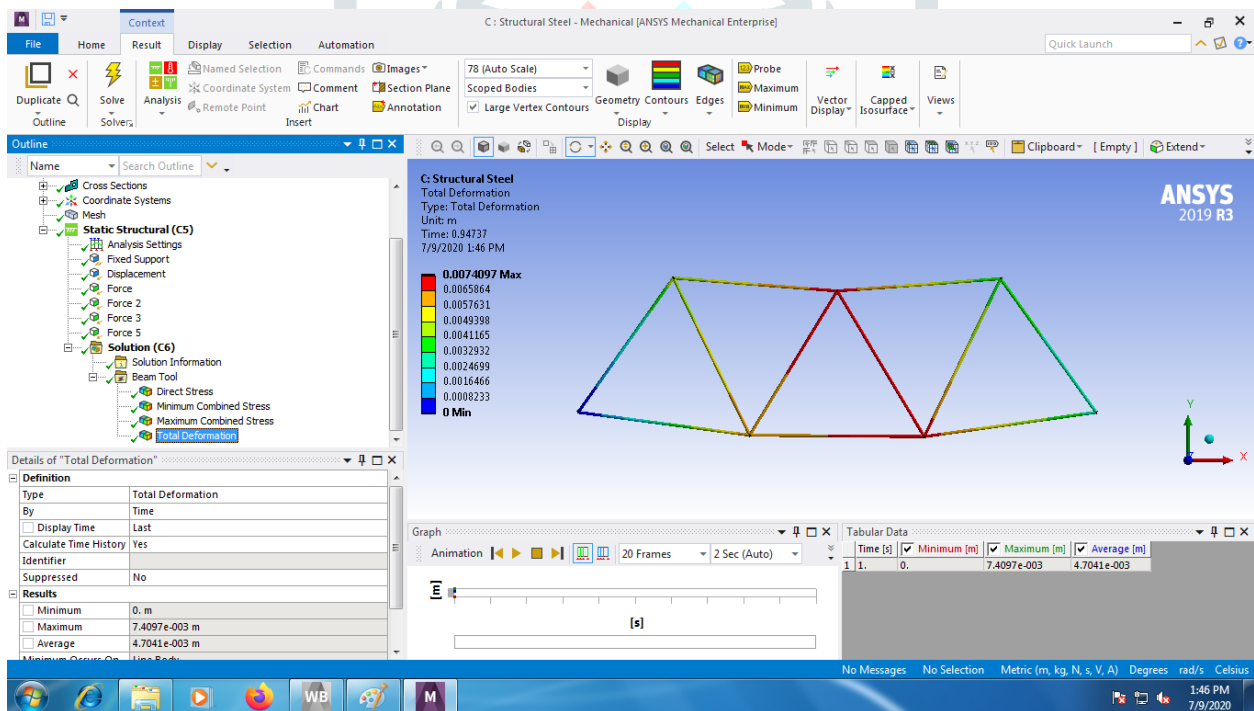 Context
C : Structural Steel - Mechanical [ANSYS Mechanical Enterprise]
File Home Result Display Selection Automation
Quick Launch
Duplicate
Outline
Solve
Solvers
Analysis
Named Selection
Coordinate System
Remote Point
Commands
Comment
Chart
Images
Section Plane
Annotation
Insert
78 (Auto Scale)
Scoped Bodies
Large Vertex Contours
Geometry Contours Edges
Display
Probe
Maximum
Minimum
Vector Display
Capped Isosurface
Views
Outline
Name
Search Outline
Select Mode Clipboard [Empty] Extend
Cross Sections
Coordinate Systems
Mesh
Static Structural (C5)
Analysis Settings
Fixed Support
Displacement
Force
Force 2
Force 3
Force 5
Solution (C6)
Solution Information
Beam Tool
Direct Stress
Minimum Combined Stress
Maximum Combined Stress
Total Deformation
C: Structural Steel
Total Deformation
Type: Total Deformation
Unit: m
Time: 0.94737
7/9/2020 1:46 PM
0.0074097 Max
0.0065864
0.0057631
0.0049398
0.0041165
0.0032932
0.0024699
0.0016466
0.0008233
0 Min
ANSYS
2019 R3
Y
X
Details of "Total Deformation"
Definition
Type Total Deformation
By Time
Display Time Last
Calculate Time History Yes
Identifier
Suppressed No
Results
Minimum 0. m
Maximum 7.4097e-003 m
Average 4.7041e-003 m
Minimum Occurs On Line Body
Graph
Animation 20 Frames 2 Sec (Auto)
[m]
[s]
Tabular Data
Time [s] Minimum [m] Maximum [m] Average [m]
1 1. 0. 7.4097e-003 4.7041e-003
No Messages No Selection Metric (m, kg, N, s, V, A) Degrees rad/s Celsius
WB
M
1:46 PM
7/9/2020